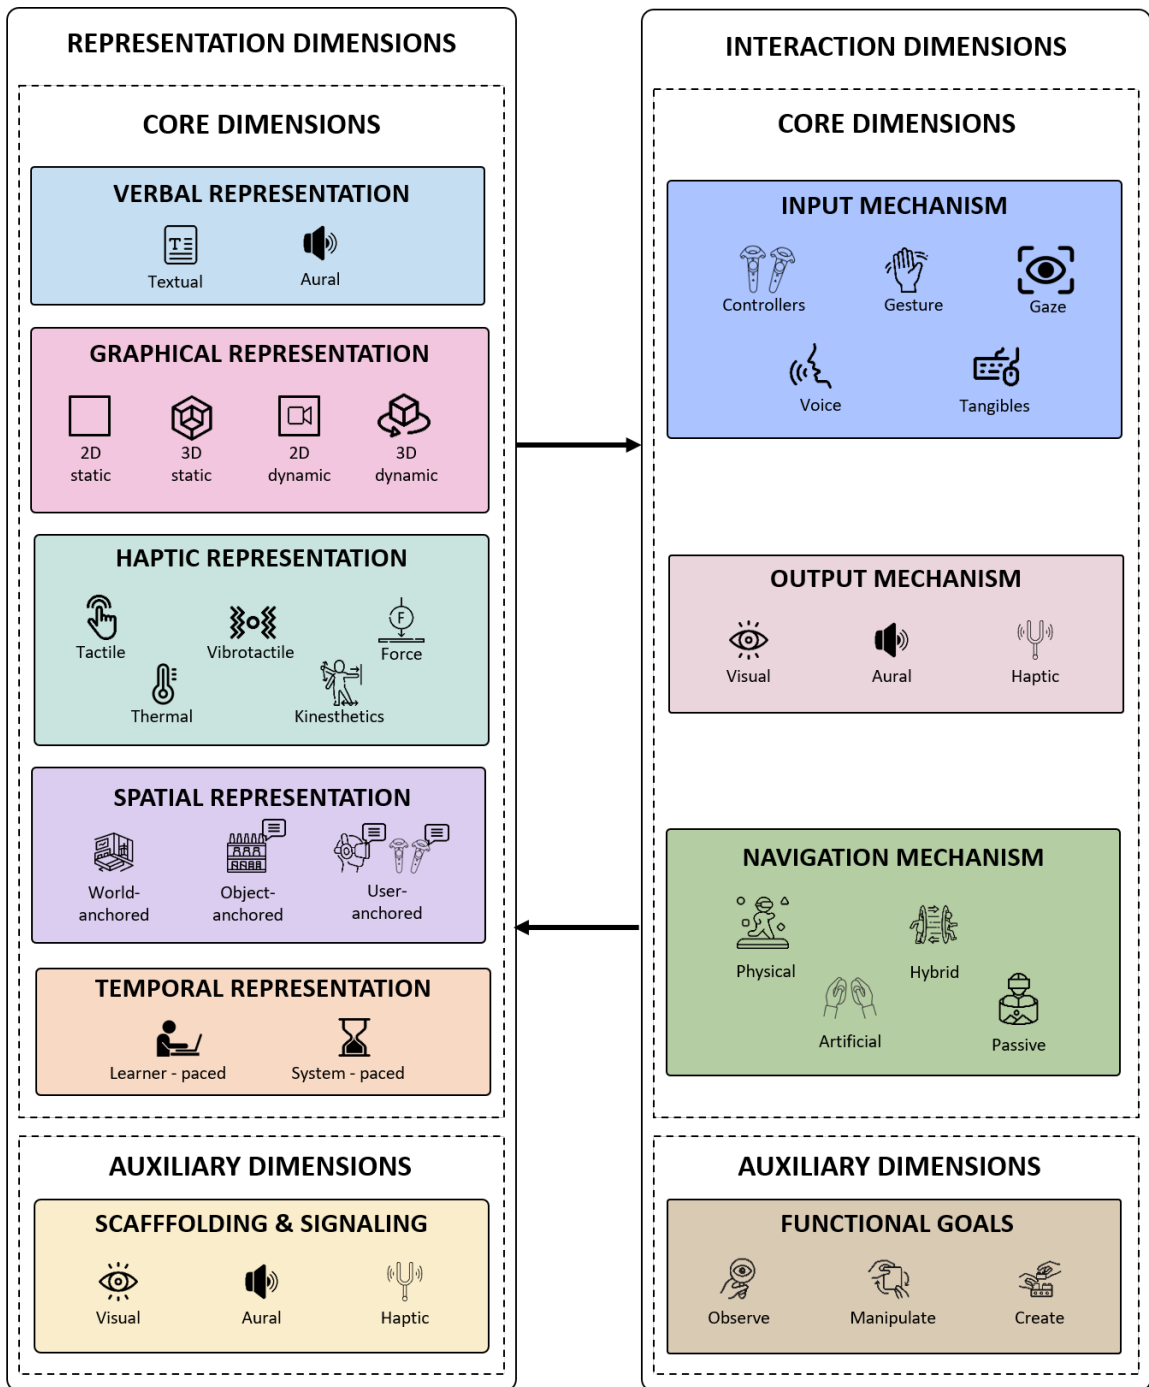 REPRESENTATION DIMENSIONS
CORE DIMENSIONS
VERBAL REPRESENTATION
Textual
Aural
GRAPHICAL REPRESENTATION
2D
static
3D
static
2D
dynamic
3D
dynamic
HAPTIC REPRESENTATION
F
Tactile
Vibrotactile
Force
Thermal
Kinesthetics
SPATIAL REPRESENTATION
World-
anchored
Object-
anchored
User-
anchored
TEMPORAL REPRESENTATION
Learner - paced
System - paced
AUXILIARY DIMENSIONS
SCAFFFOLDING & SIGNALING
Visual
Aural
Haptic
INTERACTION DIMENSIONS
CORE DIMENSIONS
INPUT MECHANISM
Controllers
Gesture
Gaze
Voice
Tangibles
OUTPUT MECHANISM
Visual
Aural
Haptic
NAVIGATION MECHANISM
Physical
Hybrid
Artificial
Passive
AUXILIARY DIMENSIONS
FUNCTIONAL GOALS
Observe
Manipulate
Create